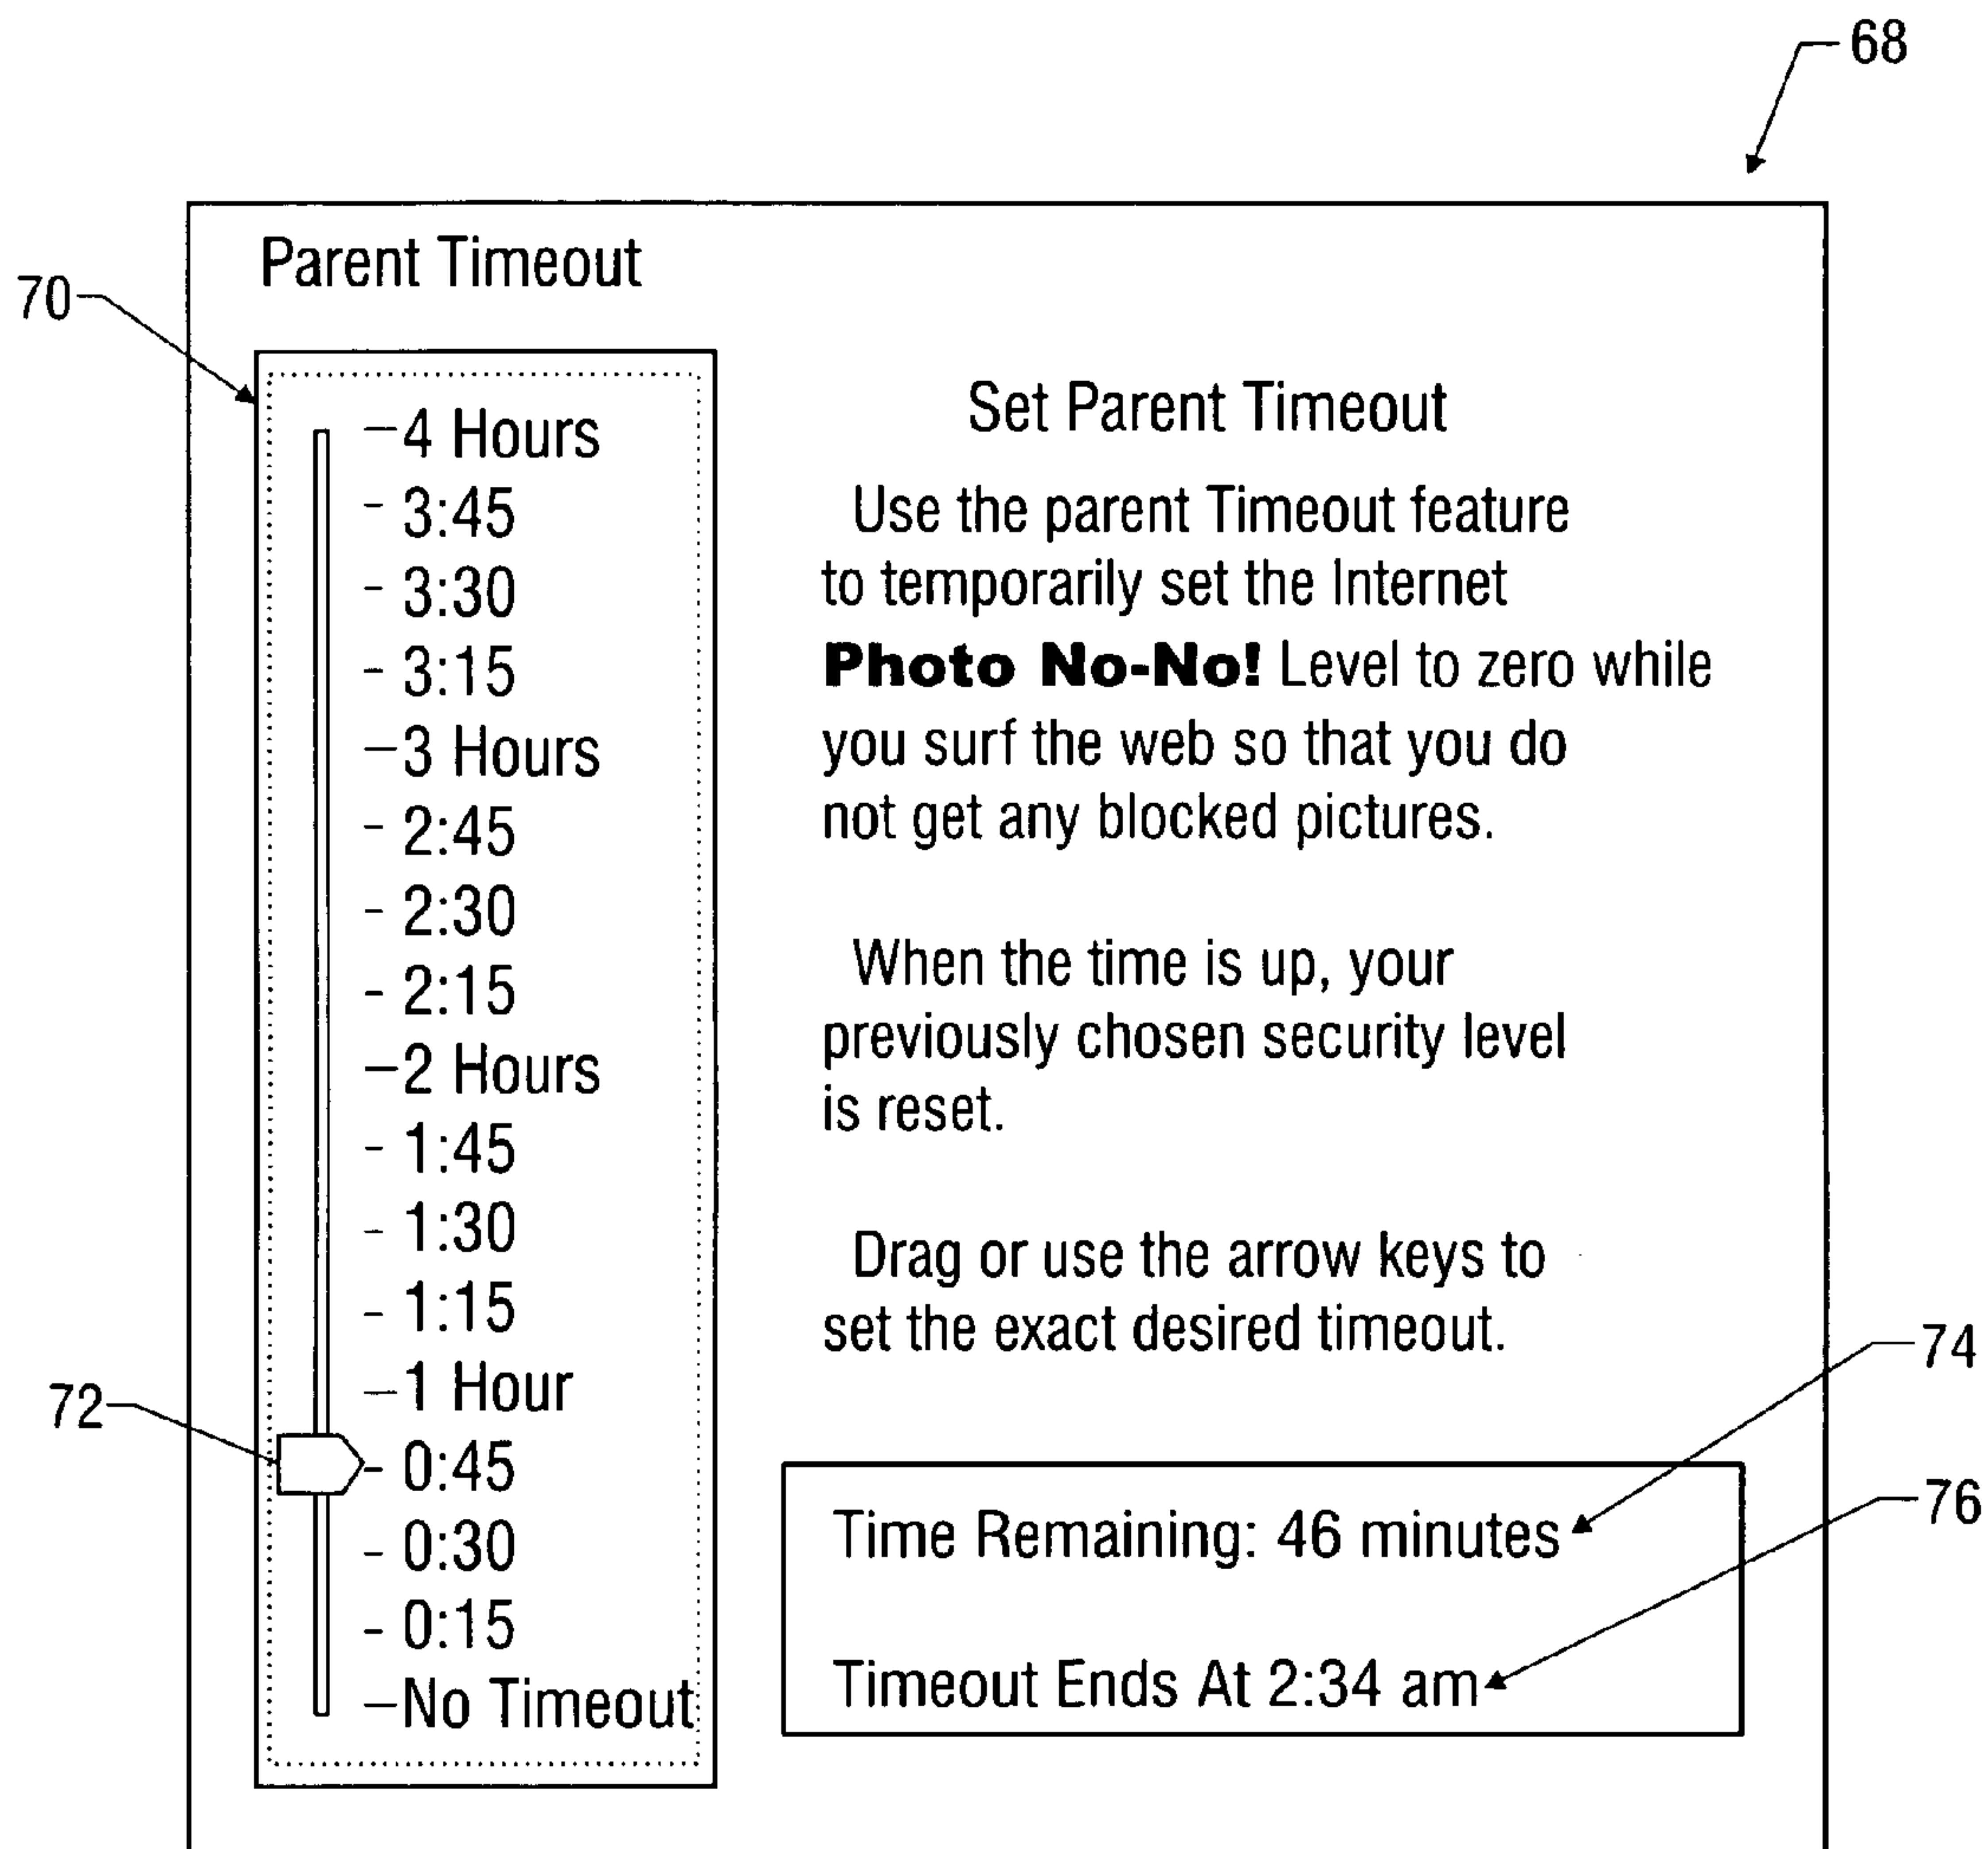 68
Parent Timeout
70
4 Hours
3:45
3:30
3:15
3 Hours
2:45
2:30
2:15
2 Hours
1:45
1:30
1:15
1 Hour
72
0:45
0:30
0:15
No Timeout
Set Parent Timeout
Use the parent Timeout feature
to temporarily set the Internet
Photo No-No! Level to zero while
you surf the web so that you do
not get any blocked pictures.
When the time is up, your
previously chosen security level
is reset.
Drag or use the arrow keys to
set the exact desired timeout.
74
Time Remaining: 46 minutes
76
Timeout Ends At 2:34 am